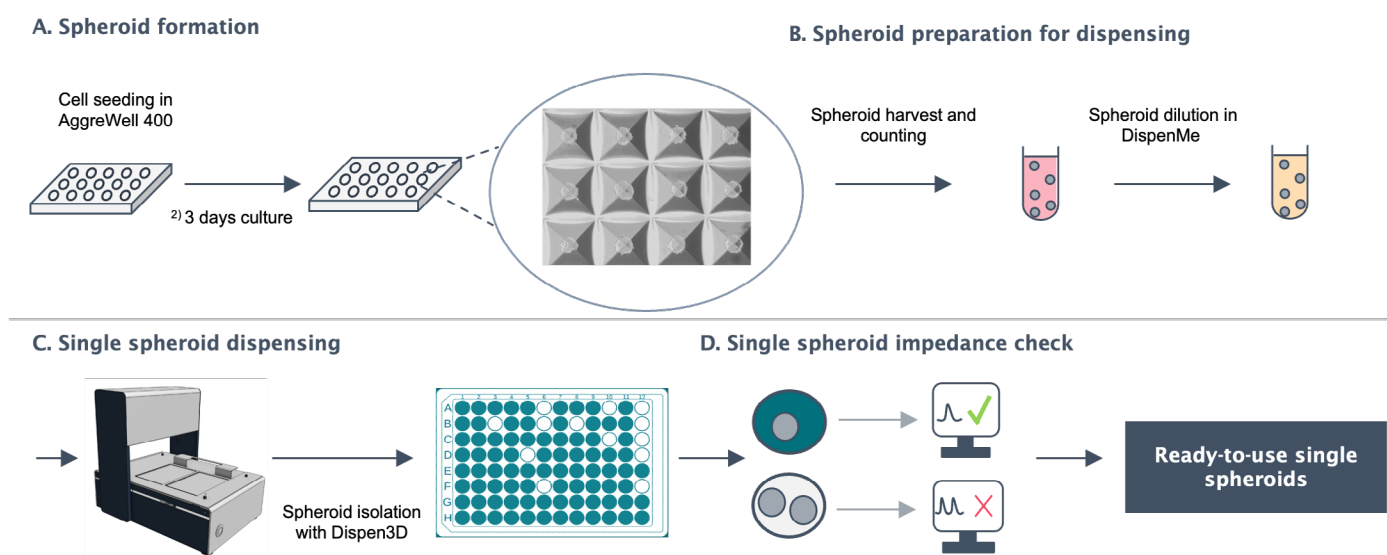 A. Spheroid formation
Cell seeding in
AggreWell 400
2) 3 days culture
B. Spheroid preparation for dispensing
Spheroid harvest and
counting
Spheroid dilution in
DispenMe
C. Single spheroid dispensing
Spheroid isolation
with Dispen3D
1 2 3 4 5 6 7 8 9 10 11 12
A
B
C
D
E
F
G
H
D. Single spheroid impedance check
Ready-to-use single
spheroids